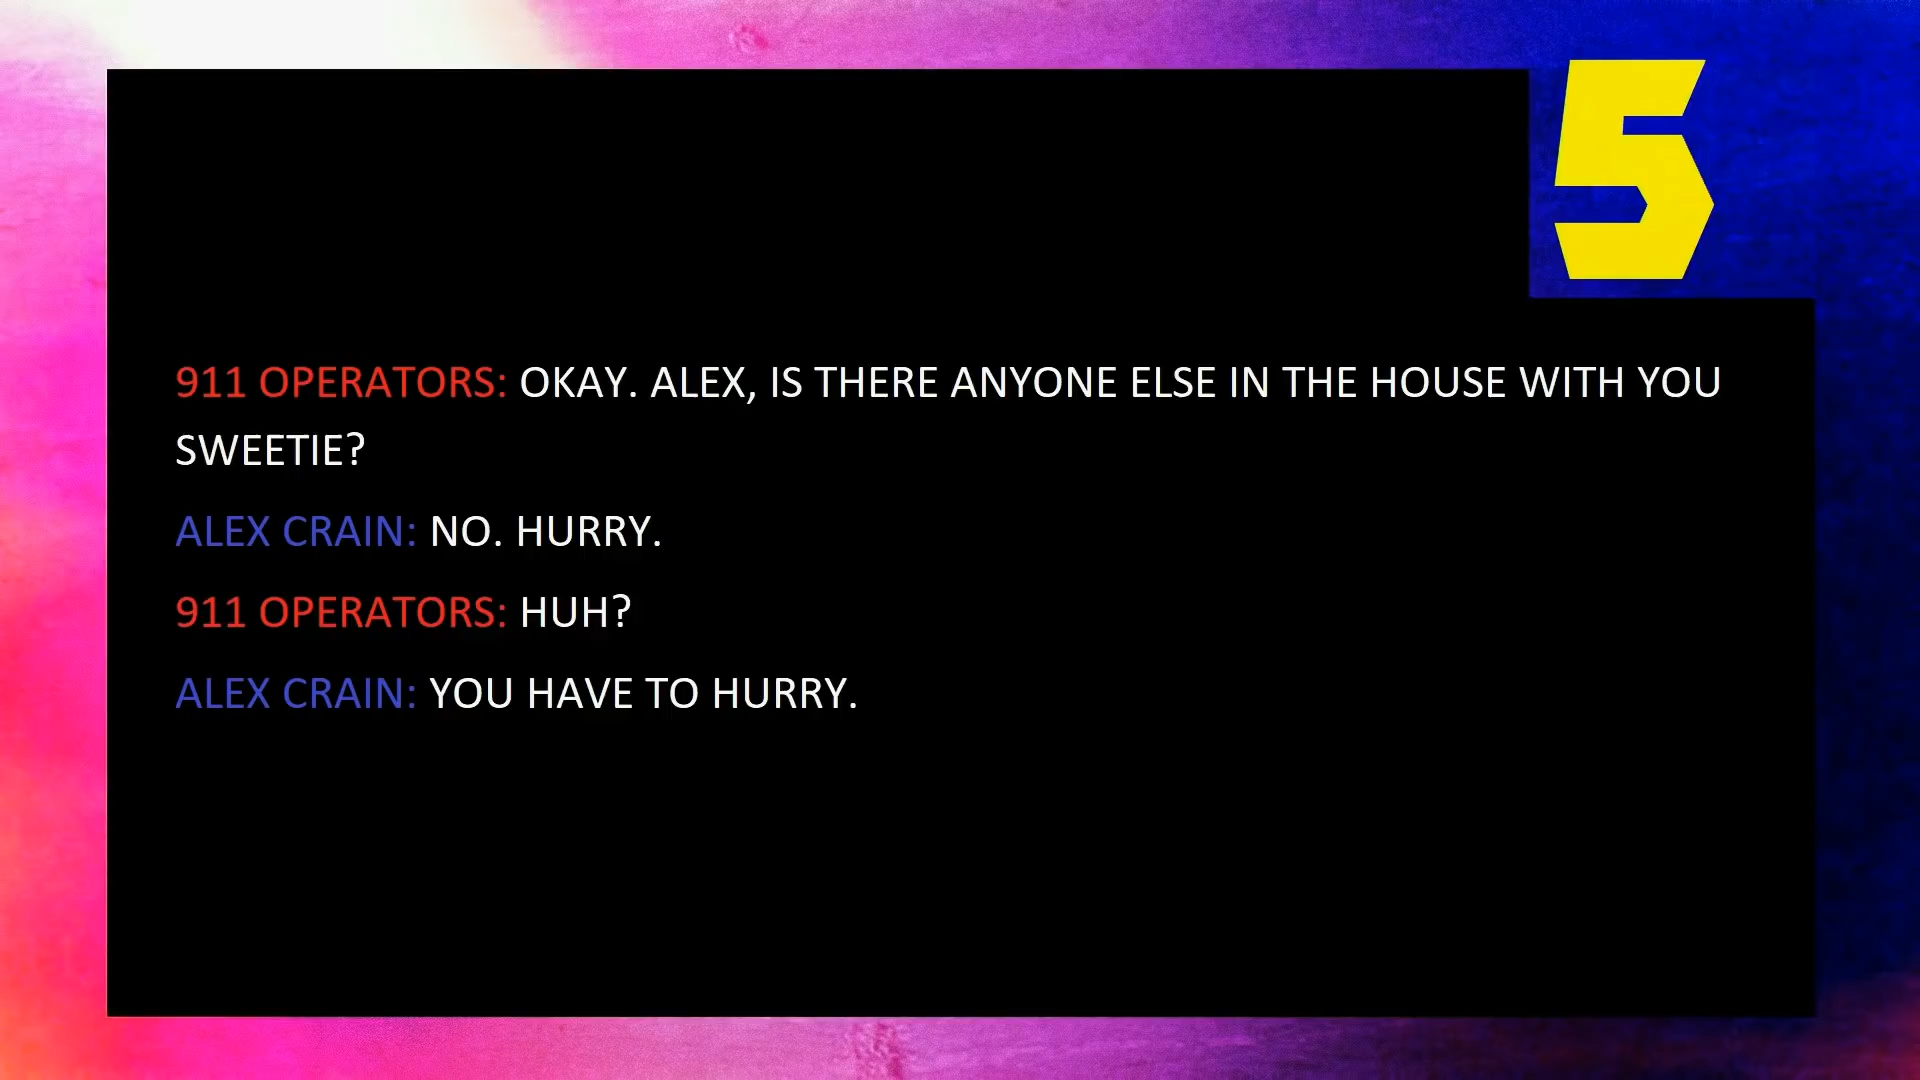 5
911 OPERATORS: OKAY. ALEX, IS THERE ANYONE ELSE IN THE HOUSE WITH YOU
SWEETIE?
ALEX CRAIN: NO. HURRY.
911 OPERATORS: HUH?
ALEX CRAIN: YOU HAVE TO HURRY.